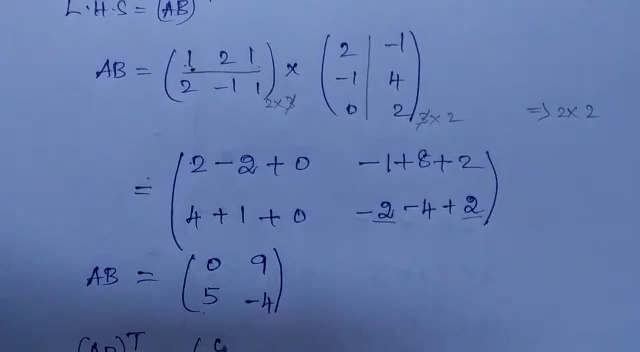 L.H.S = (AB)ᵀ
AB = ( 1 2 1 / 2 -1 1 ) 2×3 × ( 2 -1 / -1 4 / 0 2 ) 3×2 ⇒ 2×2
= ( 2-2+0 -1+8+2
4+1+0 -2-4+2 )
AB = ( 0 9
5 -4 )
(AB)ᵀ